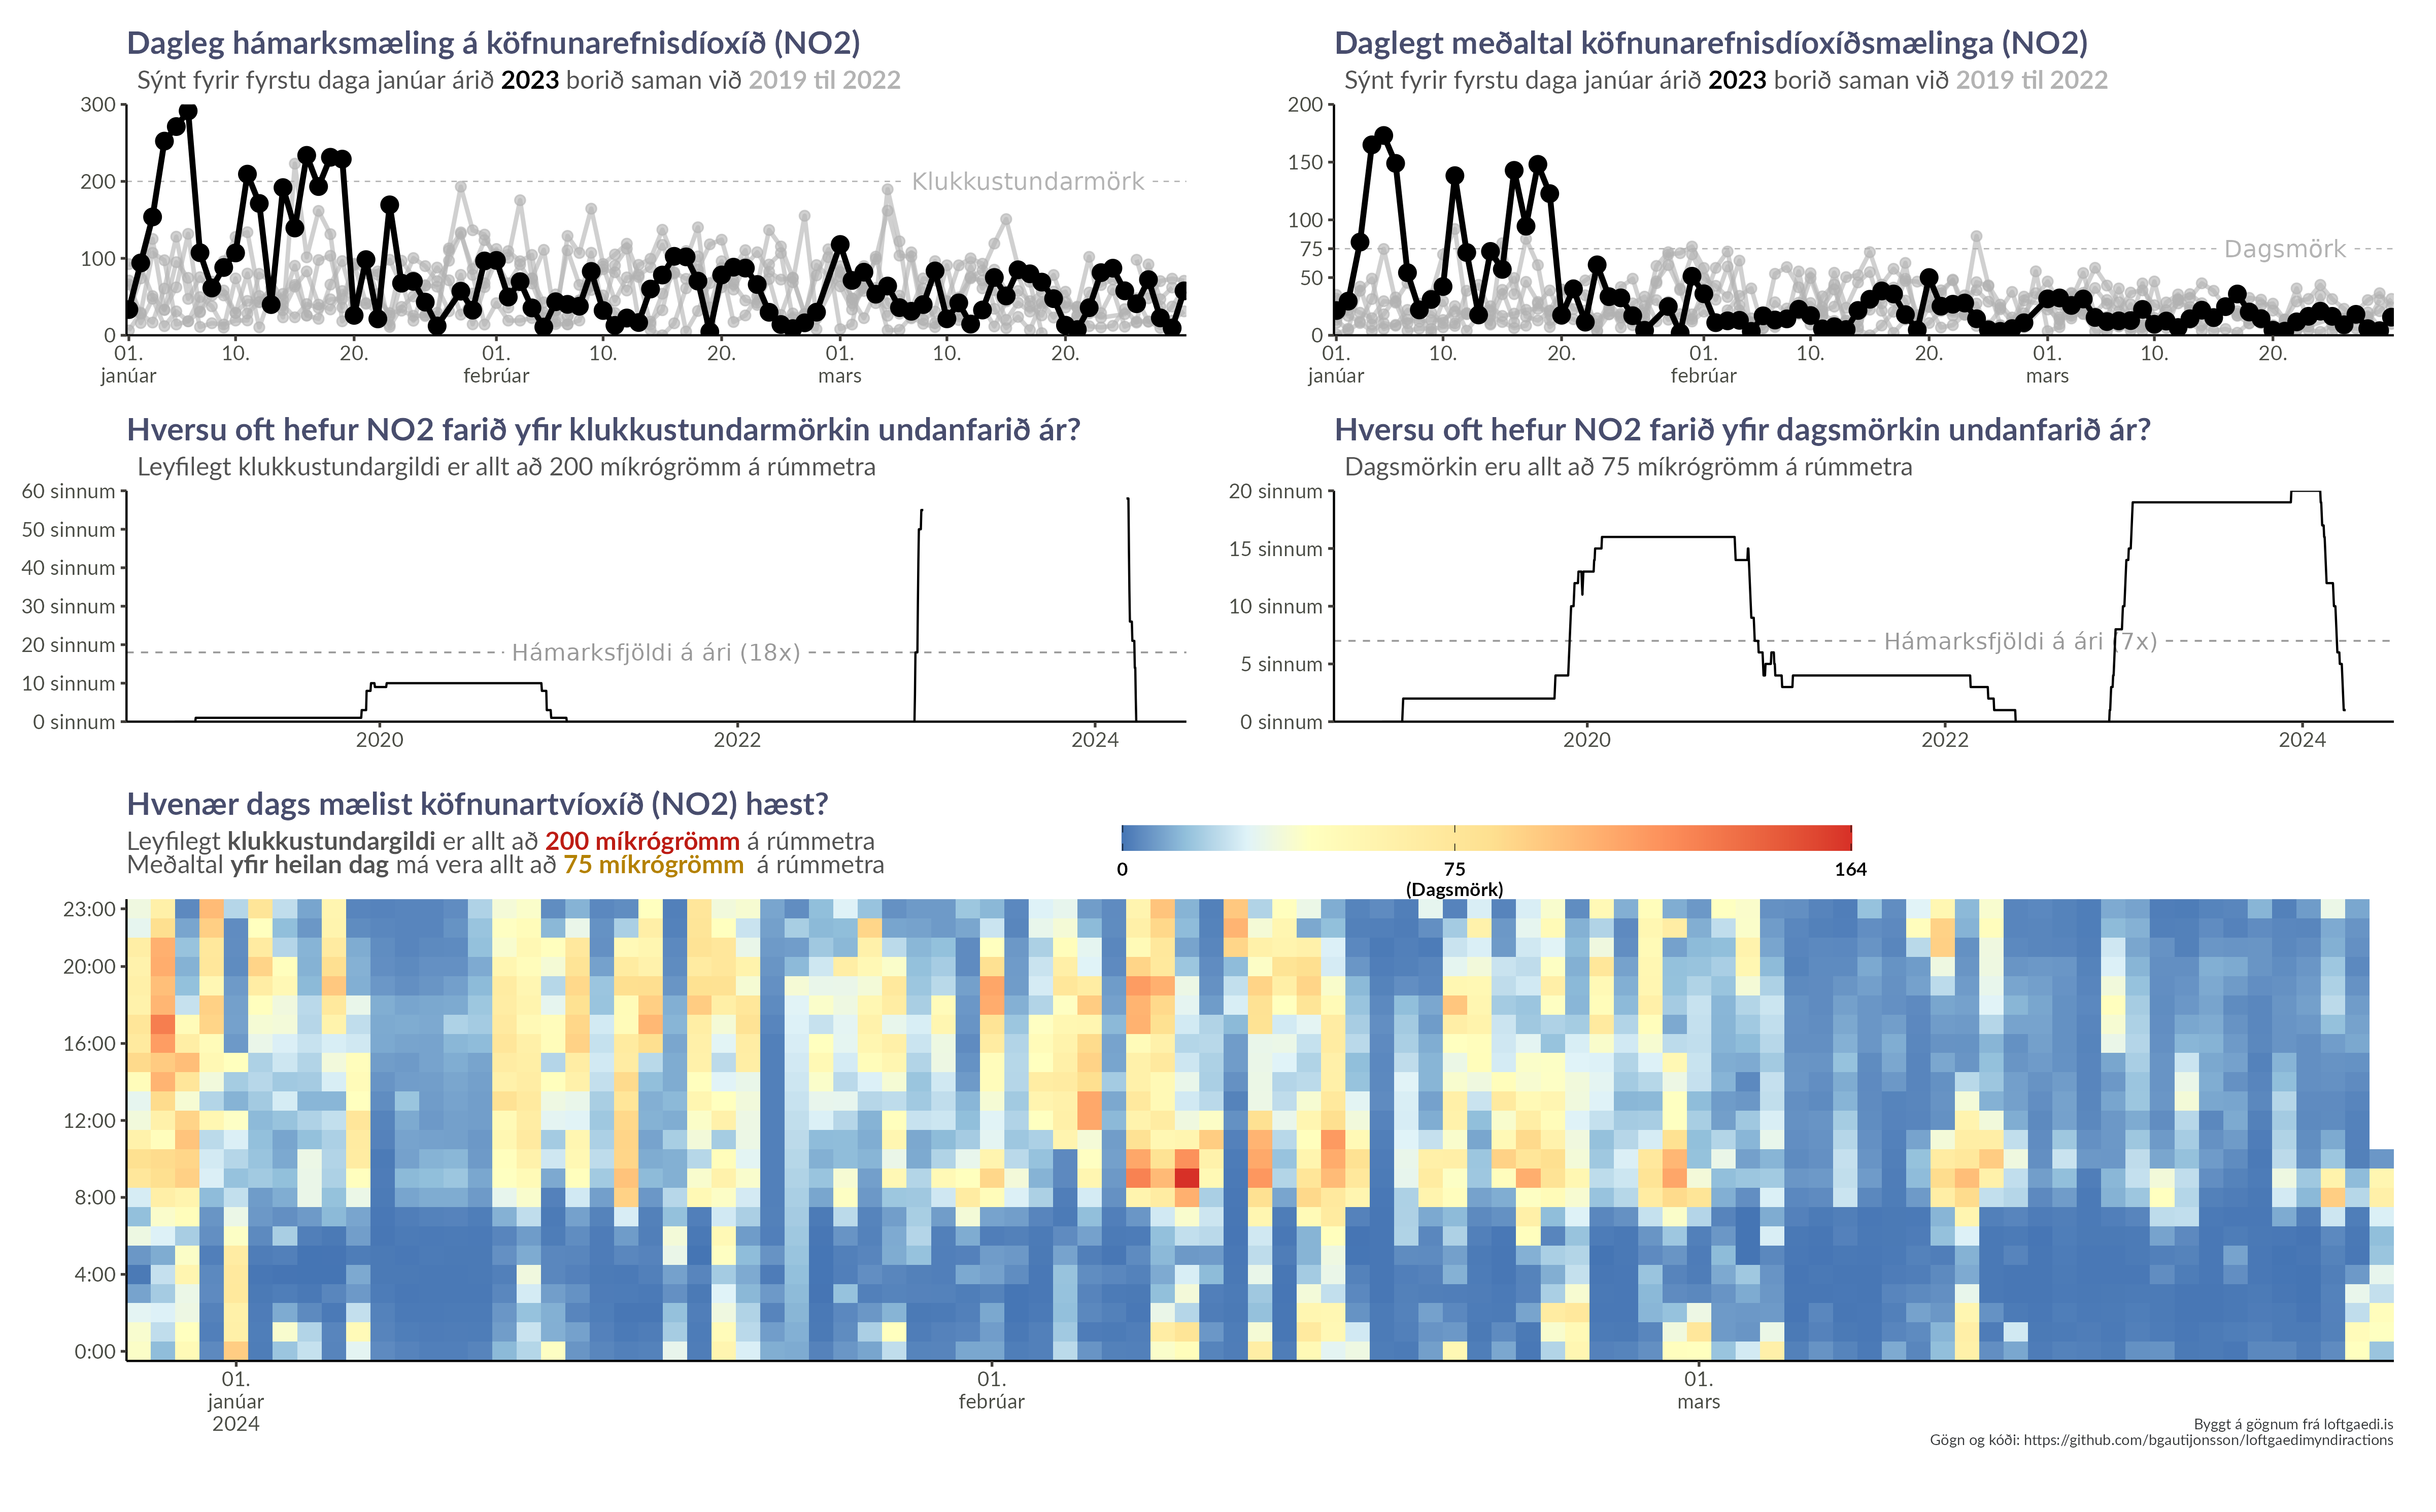 Dagleg hámarksmæling á köfnunarefnisdíoxíð (NO2)
Sýnt fyrir fyrstu daga janúar árið 2023 borið saman við 2019 til 2022
300
200
100
0
Klukkustundarmörk
01. 10. 20. 01. 10. 20. 01. 10. 20.
janúar febrúar mars
Daglegt meðaltal köfnunarefnisdíoxíðsmælinga (NO2)
Sýnt fyrir fyrstu daga janúar árið 2023 borið saman við 2019 til 2022
200
150
100
75
50
0
Dagsmörk
01. 10. 20. 01. 10. 20. 01. 10. 20.
janúar febrúar mars
Hversu oft hefur NO2 farið yfir klukkustundarmörkin undanfarið ár?
Leyfilegt klukkustundargildi er allt að 200 míkrógrömm á rúmmetra
60 sinnum
50 sinnum
40 sinnum
30 sinnum
20 sinnum
10 sinnum
0 sinnum
Hámarksfjöldi á ári (18x)
2020 2022 2024
Hversu oft hefur NO2 farið yfir dagsmörkin undanfarið ár?
Dagsmörkin eru allt að 75 míkrógrömm á rúmmetra
20 sinnum
15 sinnum
10 sinnum
5 sinnum
0 sinnum
Hámarksfjöldi á ári (7x)
2020 2022 2024
Hvenær dags mælist köfnunartvíoxíð (NO2) hæst?
Leyfilegt klukkustundargildi er allt að 200 míkrógrömm á rúmmetra
Meðaltal yfir heilan dag má vera allt að 75 míkrógrömm á rúmmetra
0 75 164
(Dagsmörk)
23:00
20:00
16:00
12:00
8:00
4:00
0:00
01. 01. 01.
janúar febrúar mars
2024
Byggt á gögnum frá loftgaedi.is
Gögn og kóði: https://github.com/bgautijonsson/loftgaedimyndiractions